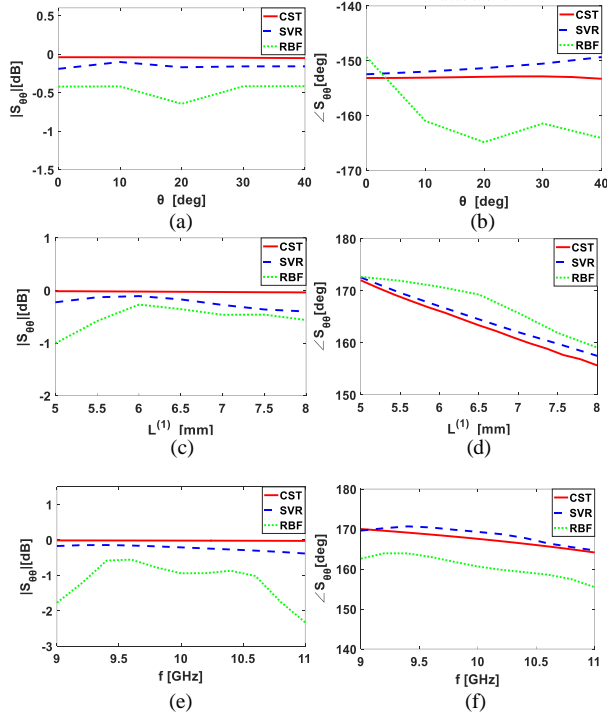 CST
SVR
RBF
0.5
0
-0.5
-1
-1.5
|S_θθ|[dB]
0 10 20 30 40
θ [deg]
(a)
CST
SVR
RBF
-140
-150
-160
-170
∠S_θθ[deg]
0 10 20 30 40
θ [deg]
(b)
CST
SVR
RBF
1
0
-1
-2
|S_θθ|[dB]
5 5.5 6 6.5 7 7.5 8
L^(1) [mm]
(c)
CST
SVR
RBF
180
170
160
150
∠S_θθ[deg]
5 5.5 6 6.5 7 7.5 8
L^(1) [mm]
(d)
CST
SVR
RBF
1
0
-1
-2
-3
|S_θθ|[dB]
9 9.5 10 10.5 11
f [GHz]
(e)
CST
SVR
RBF
180
170
160
150
140
∠S_θθ[deg]
9 9.5 10 10.5 11
f [GHz]
(f)